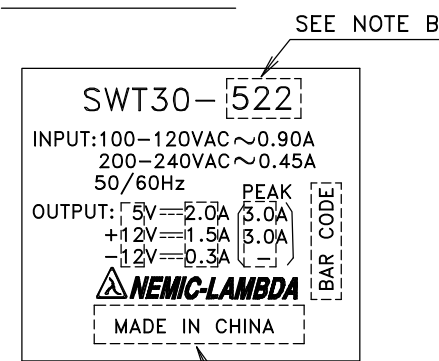 SEE NOTE B
SWT30-522
INPUT:100-120VAC～0.90A
200-240VAC～0.45A
50/60Hz
PEAK
OUTPUT: 5V⎓2.0A (3.0A)
+12V⎓1.5A (3.0A)
-12V⎓0.3A ( - )
BAR CODE
NEMIC-LAMBDA
MADE IN CHINA